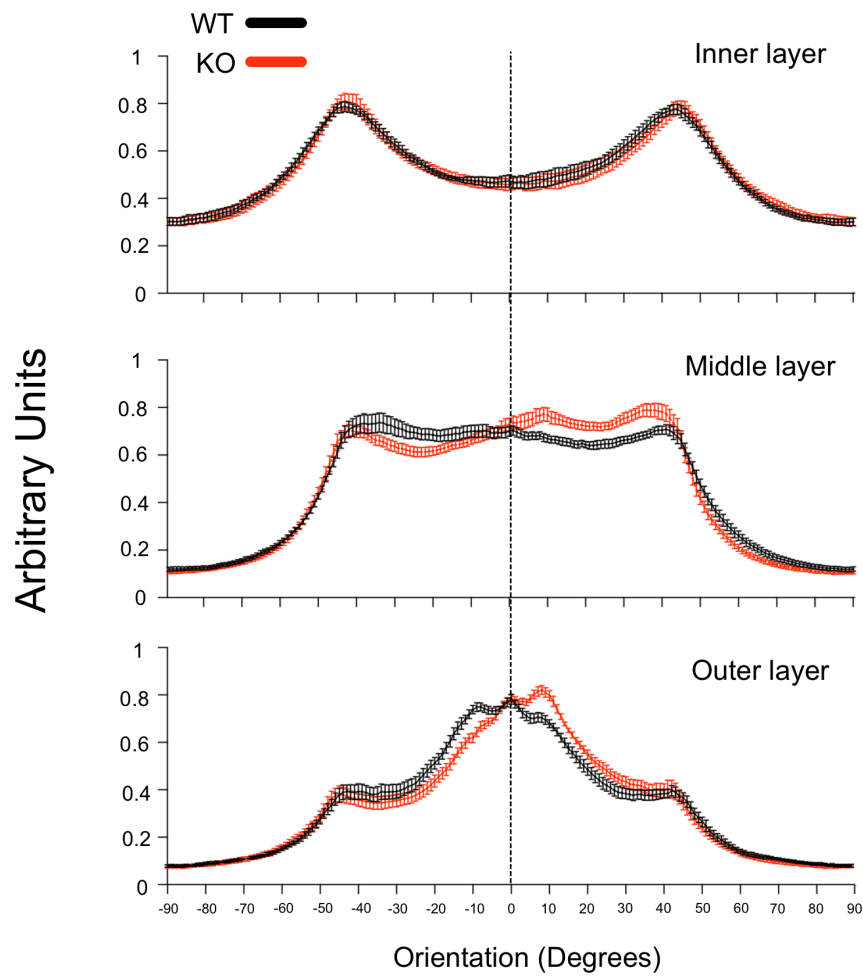 WT
KO
Inner layer
1
0.8
0.6
0.4
0.2
0
Middle layer
1
0.8
0.6
0.4
0.2
0
Arbitrary Units
Outer layer
1
0.8
0.6
0.4
0.2
0
-90 -80 -70 -60 -50 -40 -30 -20 -10 0 10 20 30 40 50 60 70 80 90
Orientation (Degrees)